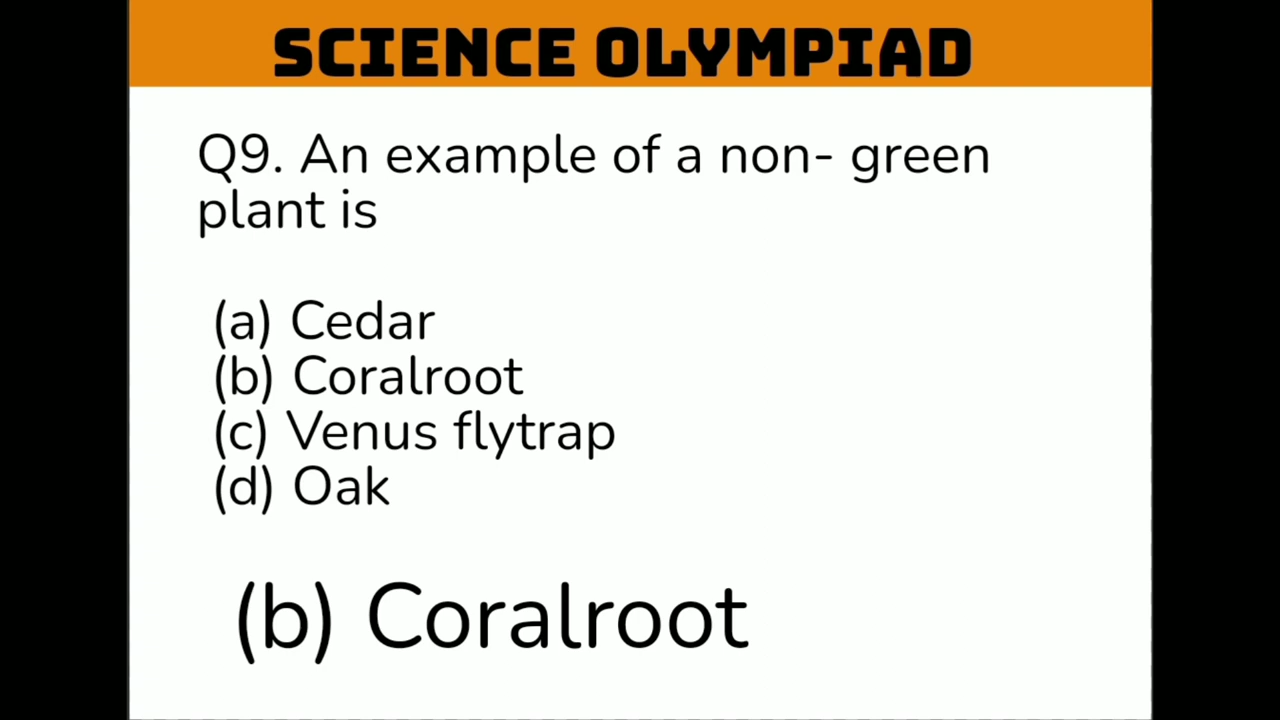 SCIENCE OLYMPIAD
Q9. An example of a non- green
plant is
(a) Cedar
(b) Coralroot
(c) Venus flytrap
(d) Oak
(b) Coralroot